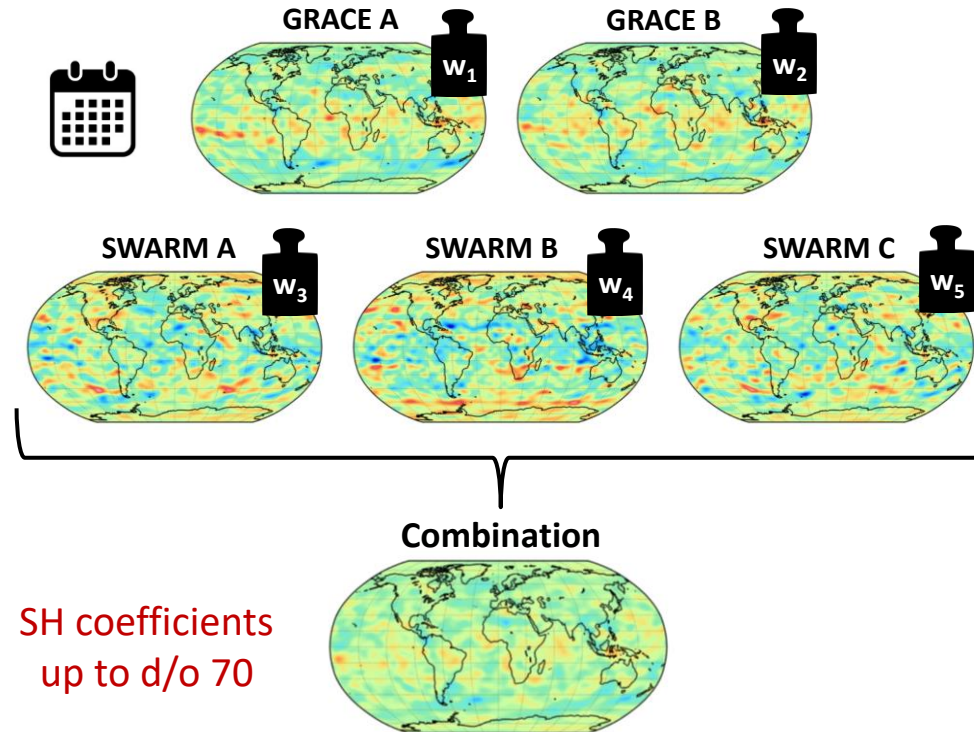 GRACE A
GRACE B
w1
w2
SWARM A
SWARM B
SWARM C
w3
w4
w5
Combination
SH coefficients
up to d/o 70